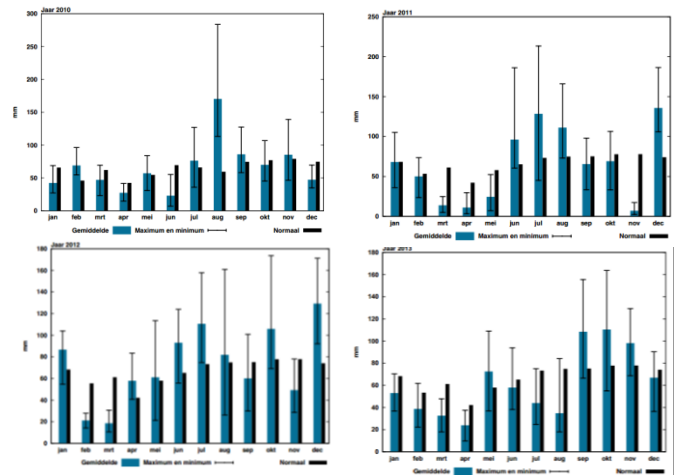 Jaar 2010
300
250
200
150
100
50
0
mm
jan feb mrt apr mei jun jul aug sep okt nov dec
Gemiddelde Maximum en minimum Normaal
Jaar 2011
250
200
150
100
50
0
mm
jan feb mrt apr mei jun jul aug sep okt nov dec
Gemiddelde Maximum en minimum Normaal
Jaar 2012
180
160
140
120
100
80
60
40
20
0
mm
jan feb mrt apr mei jun jul aug sep okt nov dec
Gemiddelde Maximum en minimum Normaal
Jaar 2013
180
160
140
120
100
80
60
40
20
0
mm
jan feb mrt apr mei jun jul aug sep okt nov dec
Gemiddelde Maximum en minimum Normaal